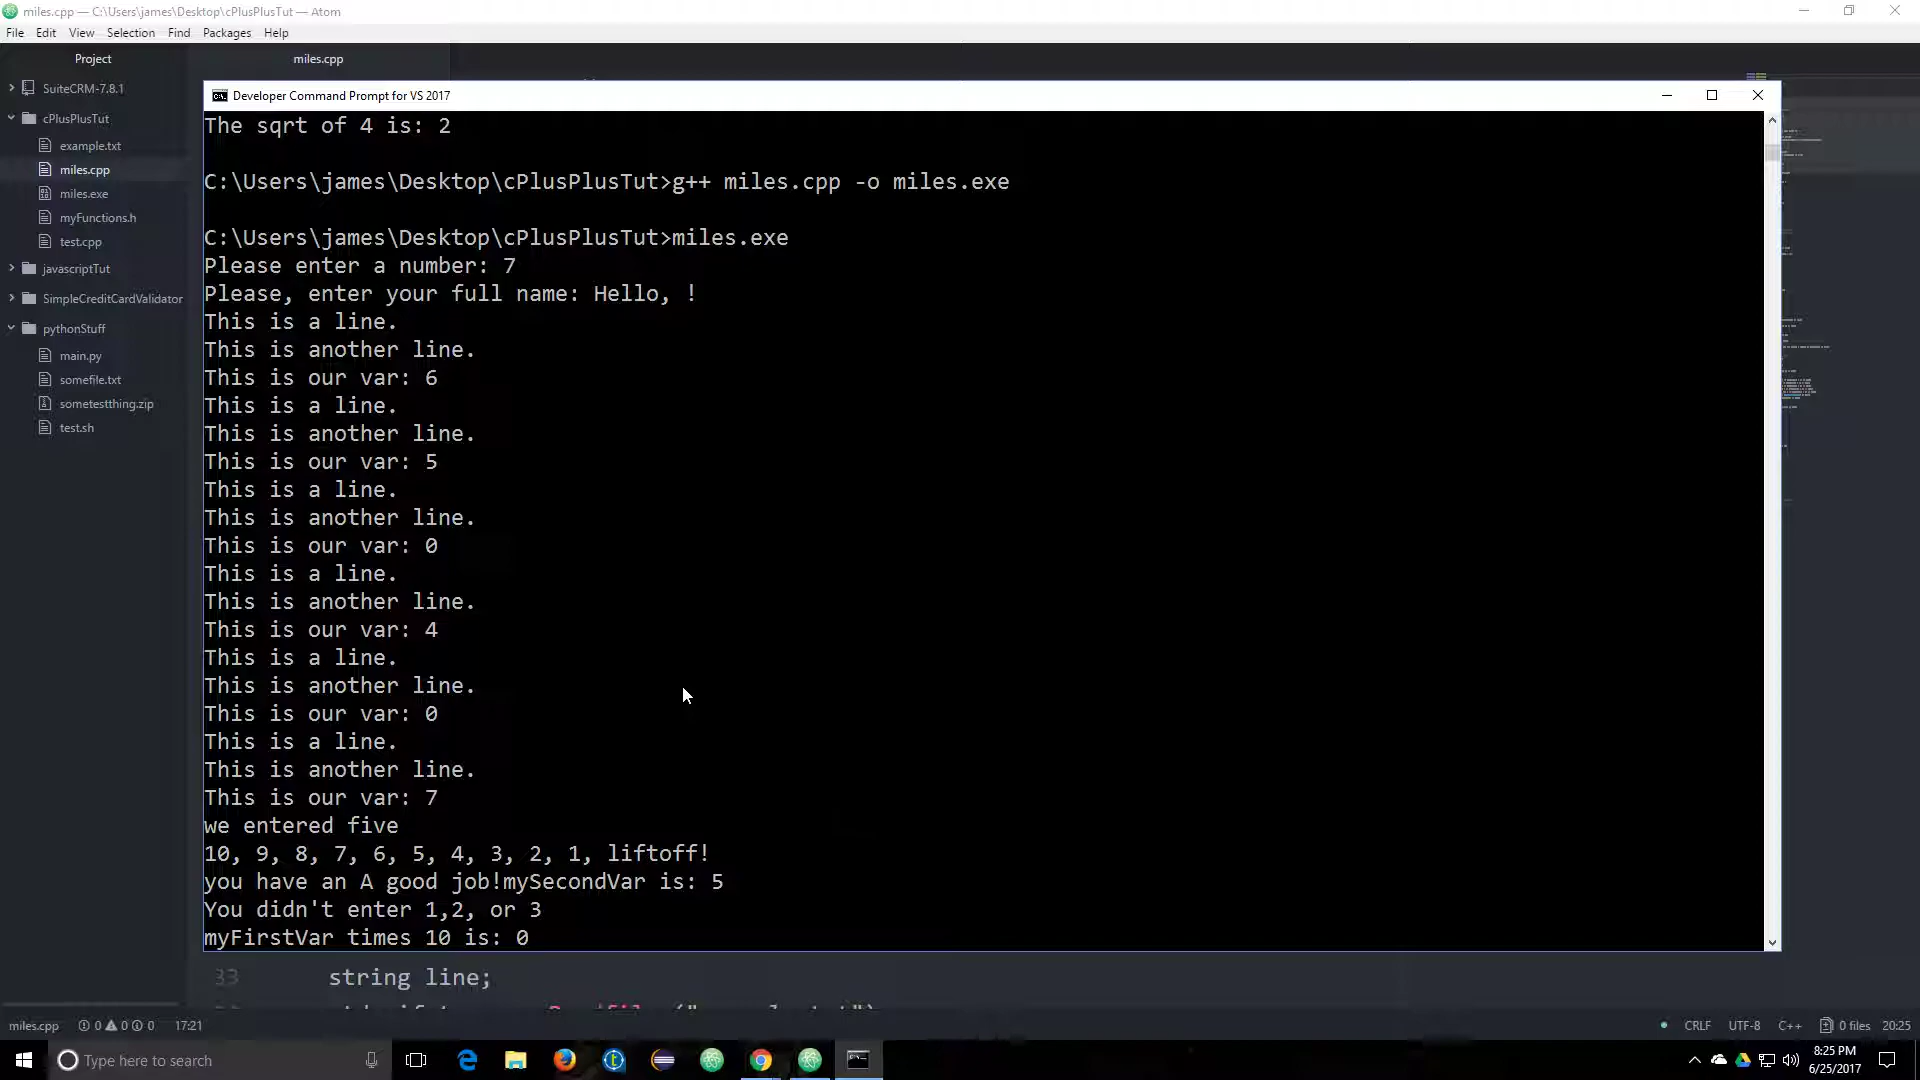 miles.cpp — C:\Users\james\Desktop\cPlusPlusTut — Atom
File Edit View Selection Find Packages Help
Project
miles.cpp
SuiteCRM-7.8.1
cPlusPlusTut
example.txt
miles.cpp
miles.exe
myFunctions.h
test.cpp
javascriptTut
SimpleCreditCardValidator
pythonStuff
main.py
somefile.txt
sometestthing.zip
test.sh
Developer Command Prompt for VS 2017
The sqrt of 4 is: 2
C:\Users\james\Desktop\cPlusPlusTut>g++ miles.cpp -o miles.exe
C:\Users\james\Desktop\cPlusPlusTut>miles.exe
Please enter a number: 7
Please, enter your full name: Hello, !
This is a line.
This is another line.
This is our var: 6
This is a line.
This is another line.
This is our var: 5
This is a line.
This is another line.
This is our var: 0
This is a line.
This is another line.
This is our var: 4
This is a line.
This is another line.
This is our var: 0
This is a line.
This is another line.
This is our var: 7
we entered five
10, 9, 8, 7, 6, 5, 4, 3, 2, 1, liftoff!
you have an A good job!mySecondVar is: 5
You didn't enter 1,2, or 3
myFirstVar times 10 is: 0
33 string line;
miles.cpp 0 0 0 17:21
CRLF UTF-8 C++ 0 files 20:25
Type here to search
8:25 PM
6/25/2017